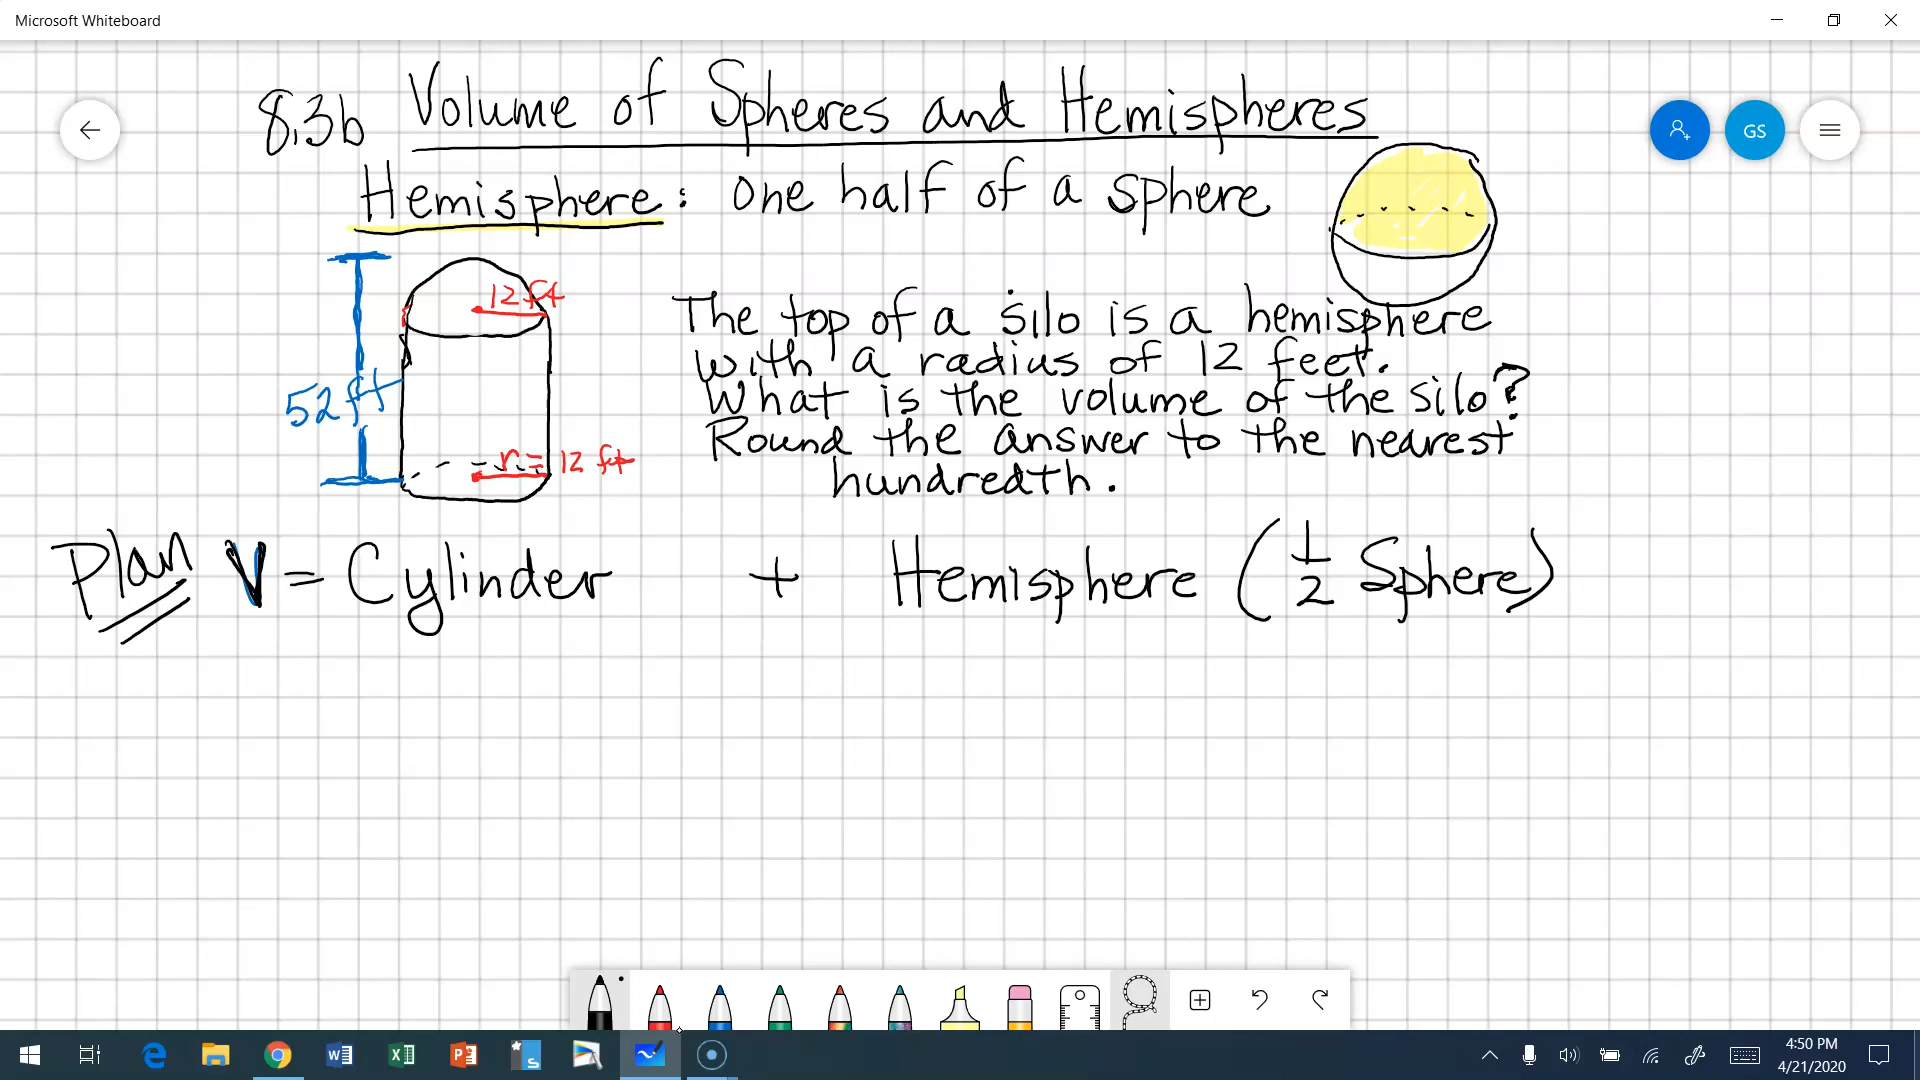 Microsoft Whiteboard
8.3b Volume of Spheres and Hemispheres
GS
Hemisphere: one half of a sphere
12 ft
52 ft
r = 12 ft
The top of a silo is a hemisphere
with a radius of 12 feet.
What is the volume of the silo?
Round the answer to the nearest
hundredth.
Plan V = Cylinder + Hemisphere (1/2 Sphere)
4:50 PM
4/21/2020